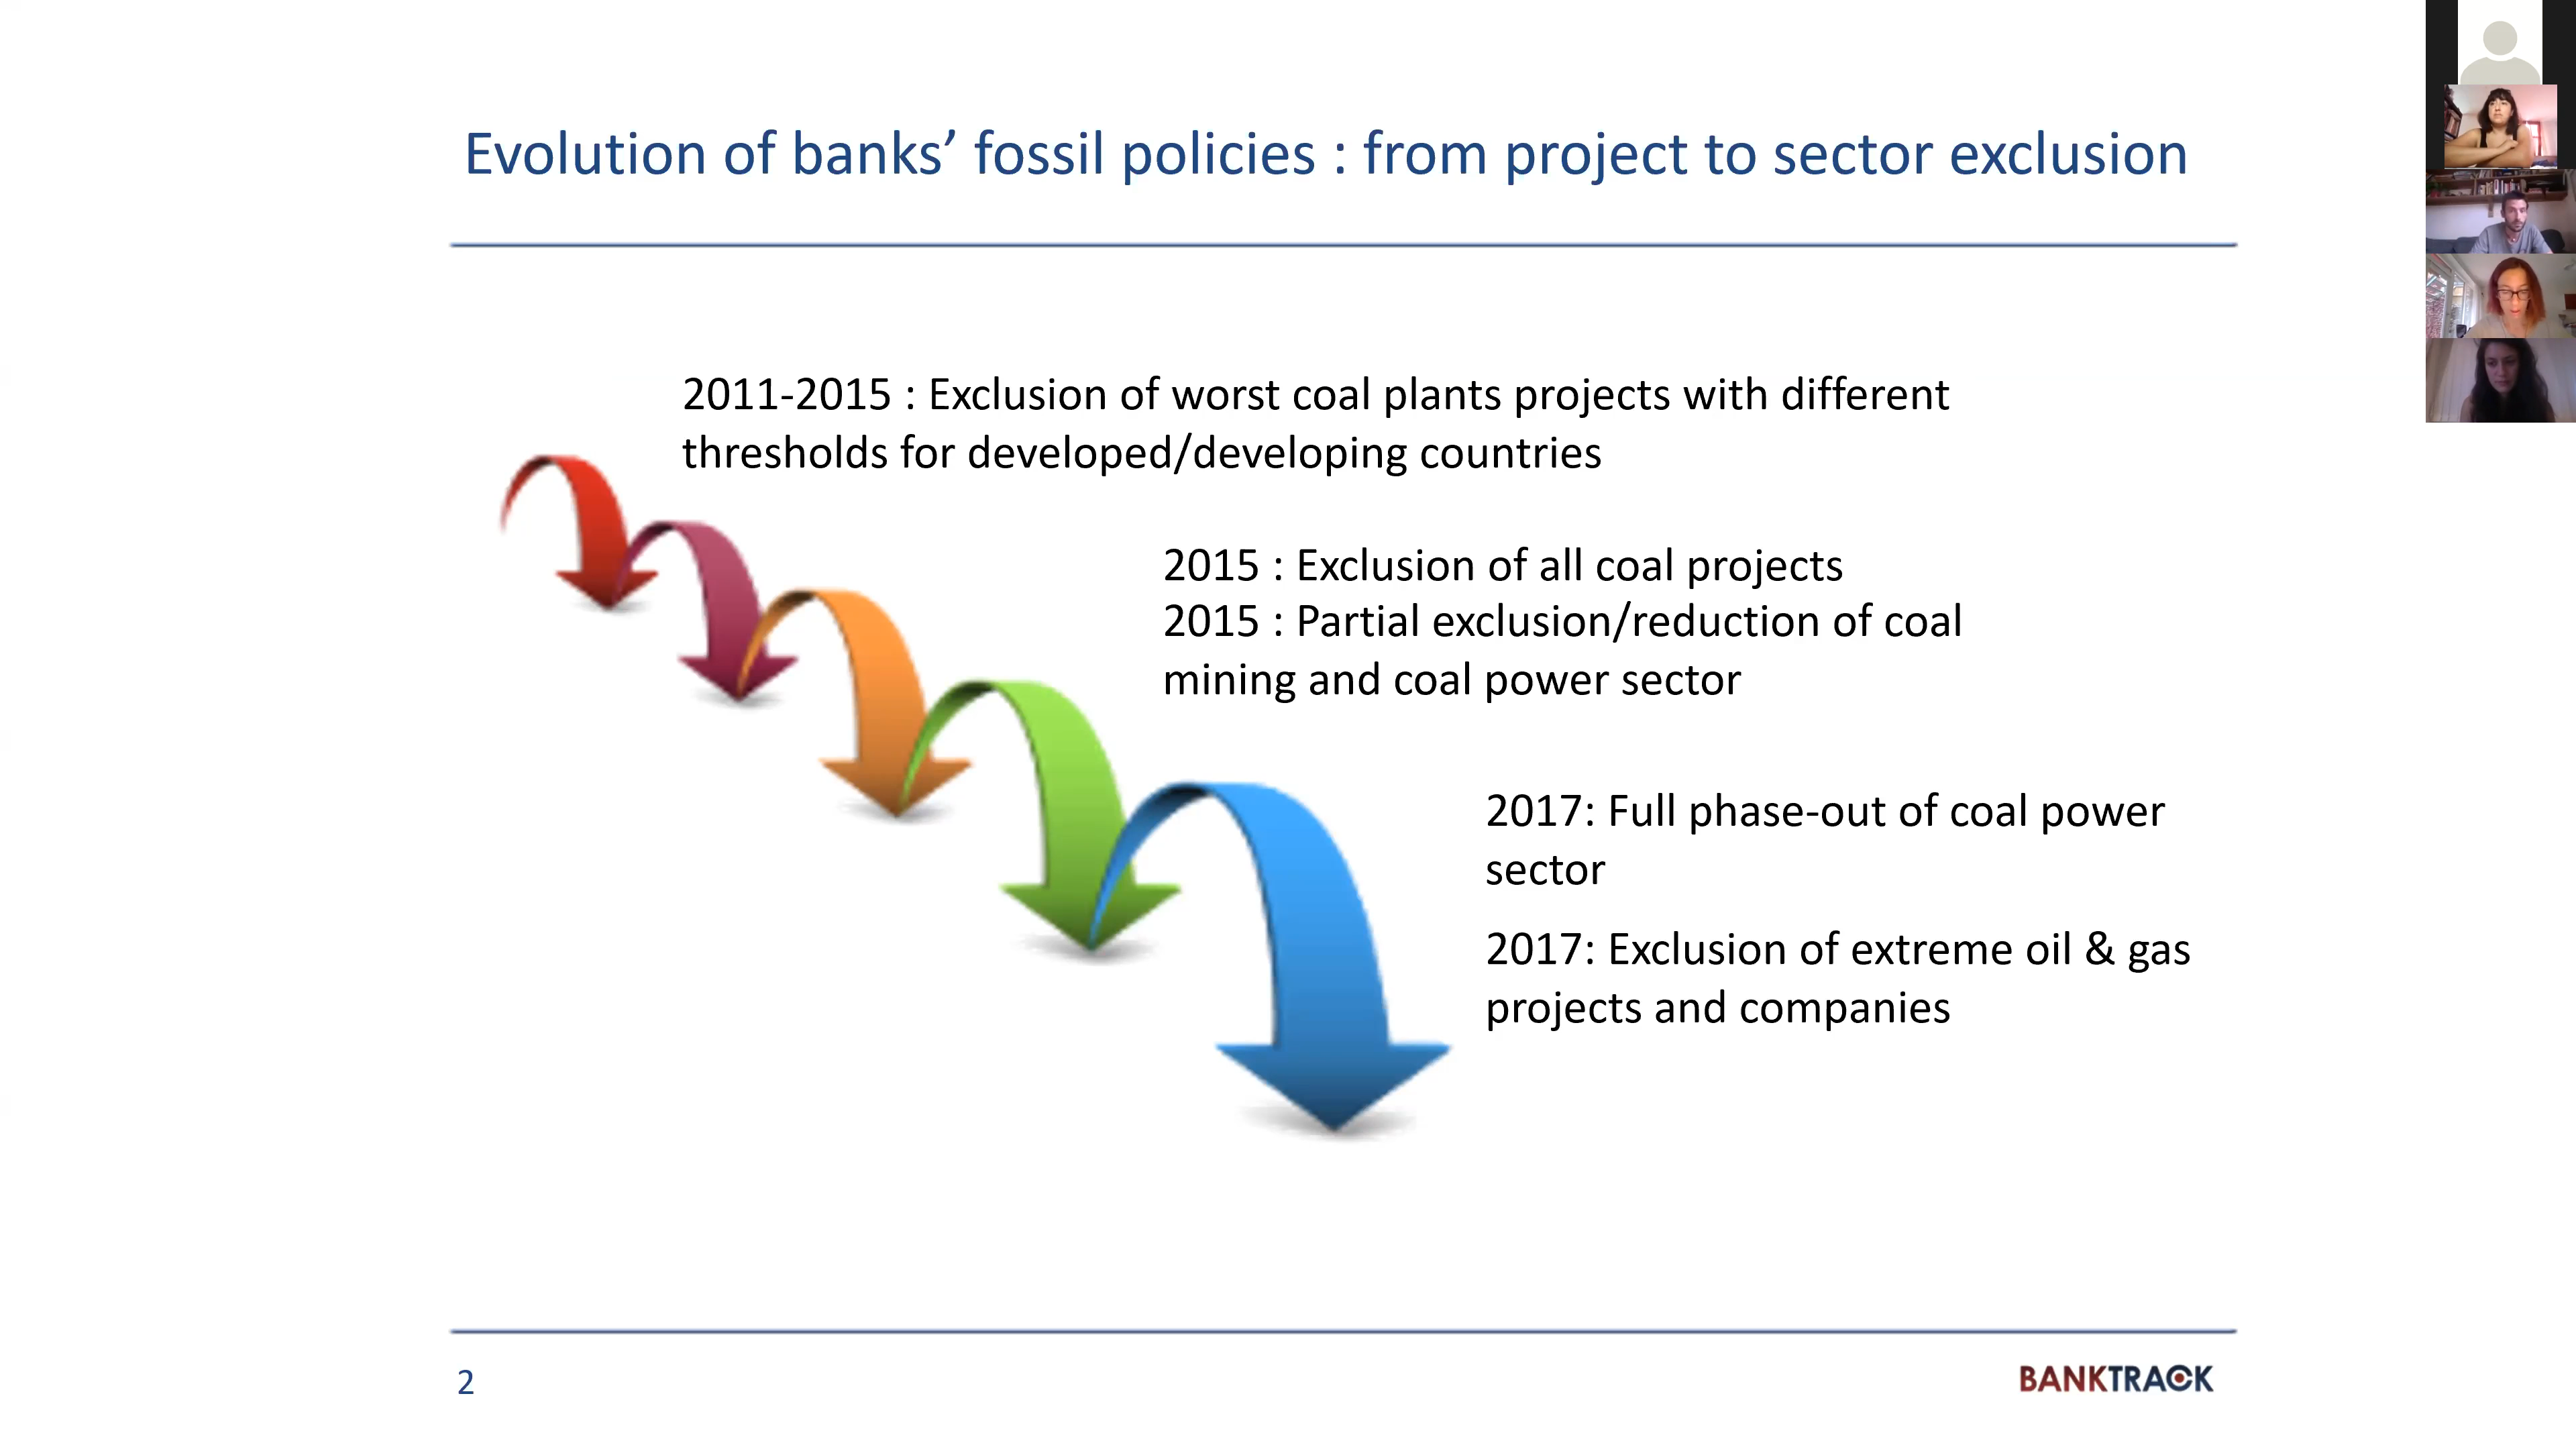 Evolution of banks’ fossil policies : from project to sector exclusion
2011-2015 : Exclusion of worst coal plants projects with different
thresholds for developed/developing countries
2015 : Exclusion of all coal projects
2015 : Partial exclusion/reduction of coal
mining and coal power sector
2017: Full phase-out of coal power
sector
2017: Exclusion of extreme oil & gas
projects and companies
2
BANKTRACK